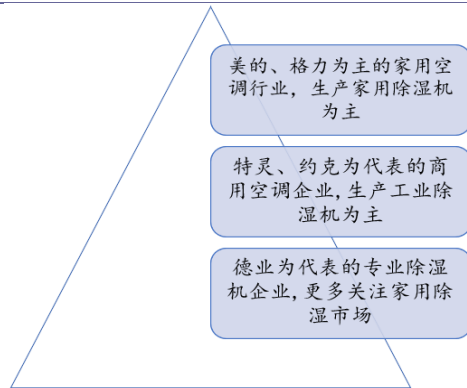 美的、格力为主的家用空
调行业，生产家用除湿机
为主
特灵、约克为代表的商
用空调企业,生产工业除
湿机为主
德业为代表的专业除湿
机企业,更多关注家用除
湿市场